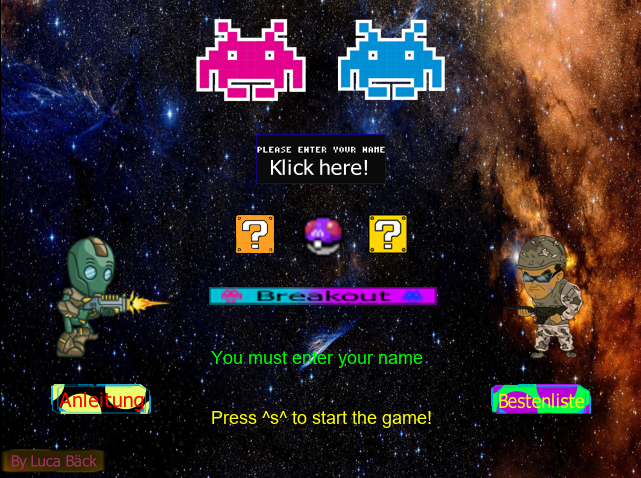 PLEASE ENTER YOUR NAME
Klick here!
? ?
Breakout
You must enter your name
Anleitung
Bestenliste
Press ^s^ to start the game!
By Luca Bäck